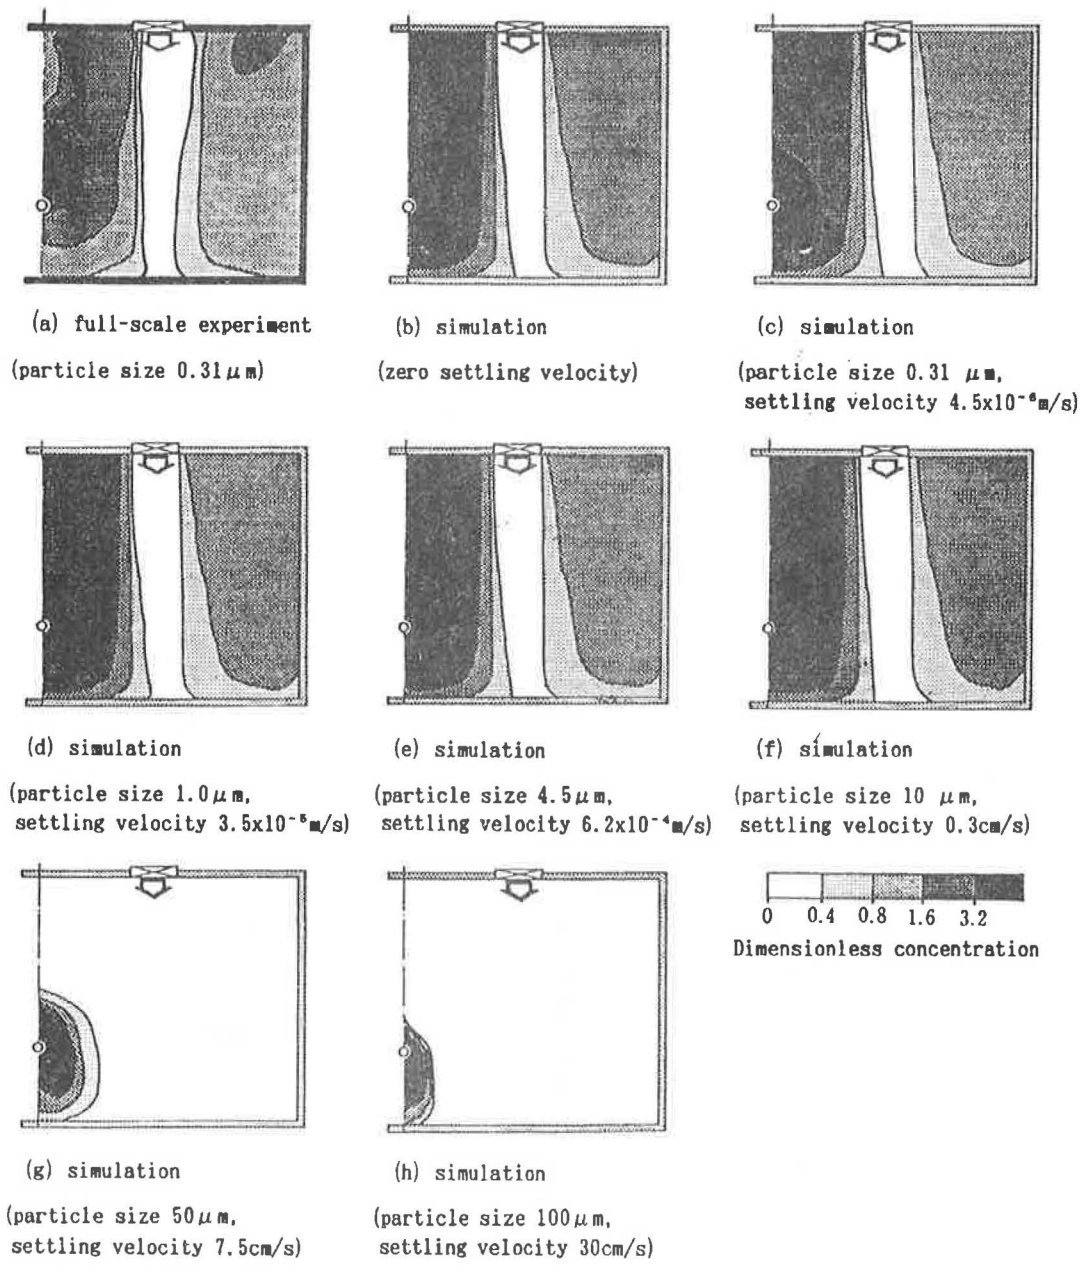 (a) full-scale experiment
(particle size 0.31μm)
(b) simulation
(zero settling velocity)
(c) simulation
(particle size 0.31 μm,
settling velocity 4.5x10⁻⁶m/s)
(d) simulation
(particle size 1.0μm,
settling velocity 3.5x10⁻⁵m/s)
(e) simulation
(particle size 4.5μm,
settling velocity 6.2x10⁻⁴m/s)
(f) simulation
(particle size 10 μm,
settling velocity 0.3cm/s)
0 0.4 0.8 1.6 3.2
Dimensionless concentration
(g) simulation
(particle size 50μm,
settling velocity 7.5cm/s)
(h) simulation
(particle size 100μm,
settling velocity 30cm/s)